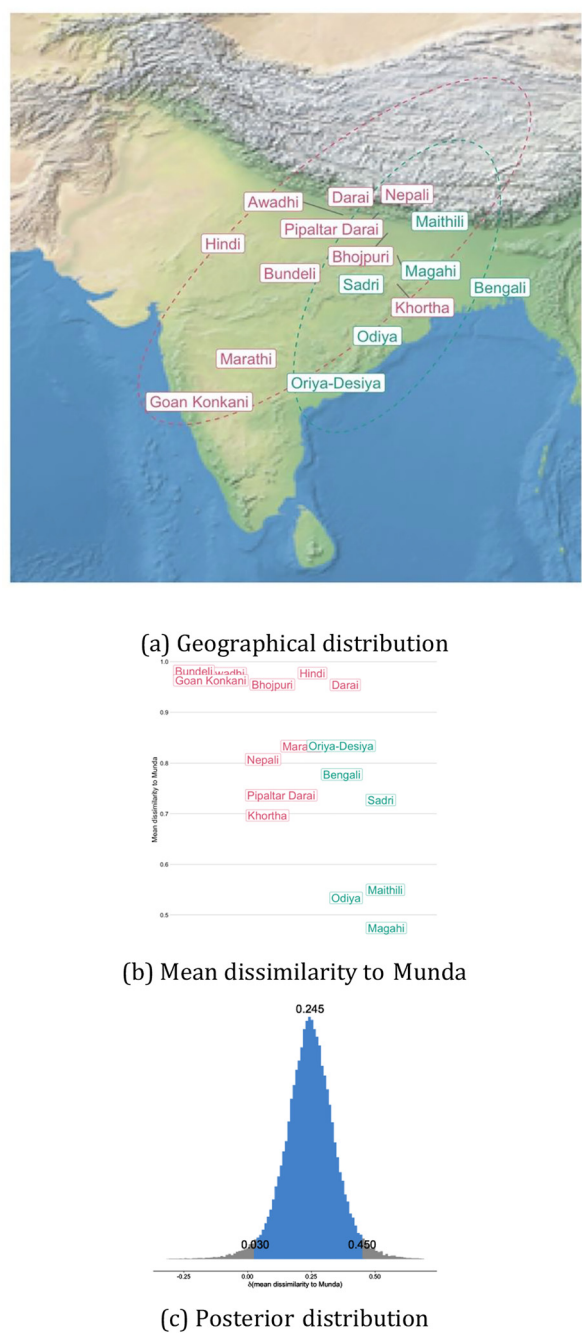 Darai
Nepali
Awadhi
Maithili
Pipaltar Darai
Hindi
Bhojpuri
Magahi
Bundeli
Sadri
Bengali
Khortha
Odiya
Marathi
Oriya-Desiya
Goan Konkani
(a) Geographical distribution
1.0
Bundeli
Hindi
Goan Konkani
Bhojpuri
Darai
0.9
Oriya-Desiya
0.8
Nepali
Bengali
Pipaltar Darai
Sadri
0.7
Khortha
0.6
Maithili
Odiya
0.5
Magahi
Mean dissimilarity to Munda
(b) Mean dissimilarity to Munda
0.245
0.030
0.450
-0.25
0.00
0.25
0.50
δ(mean dissimilarity to Munda)
(c) Posterior distribution